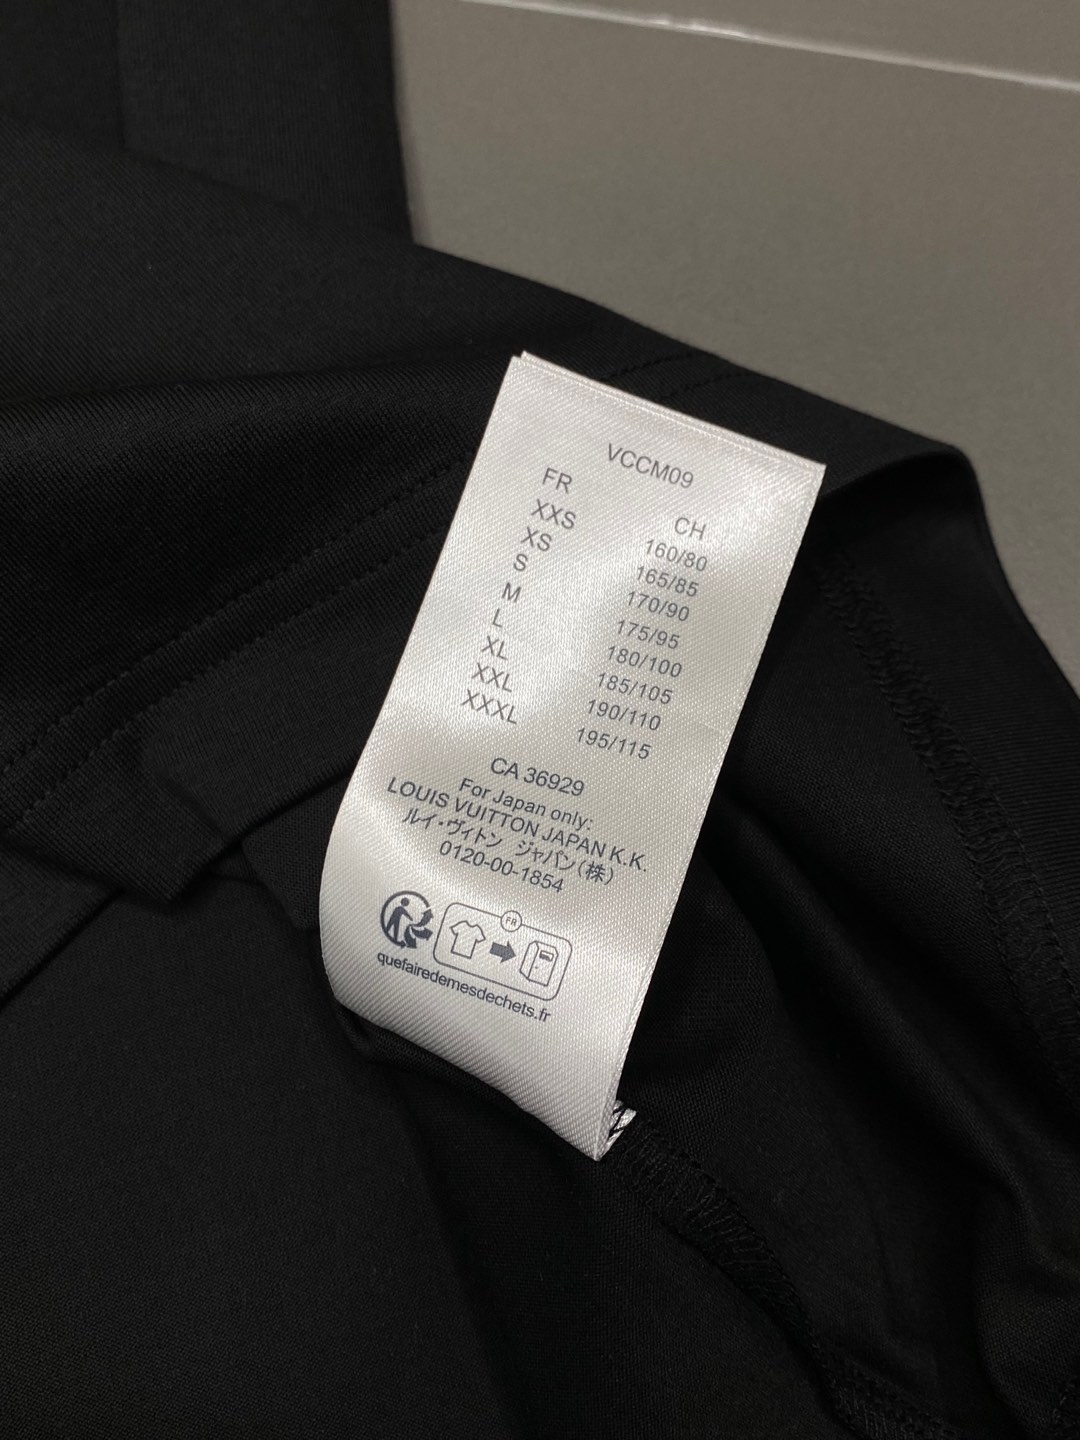 VCCM09
FR CH
XXS 160/80
XS 165/85
S 170/90
M 175/95
L 180/100
XL 185/105
XXL 190/110
XXXL 195/115
CA 36929
For Japan only:
LOUIS VUITTON JAPAN K.K.
ルイ・ヴィトン ジャパン(株)
0120-00-1854
FR
quefairedemesdechets.fr